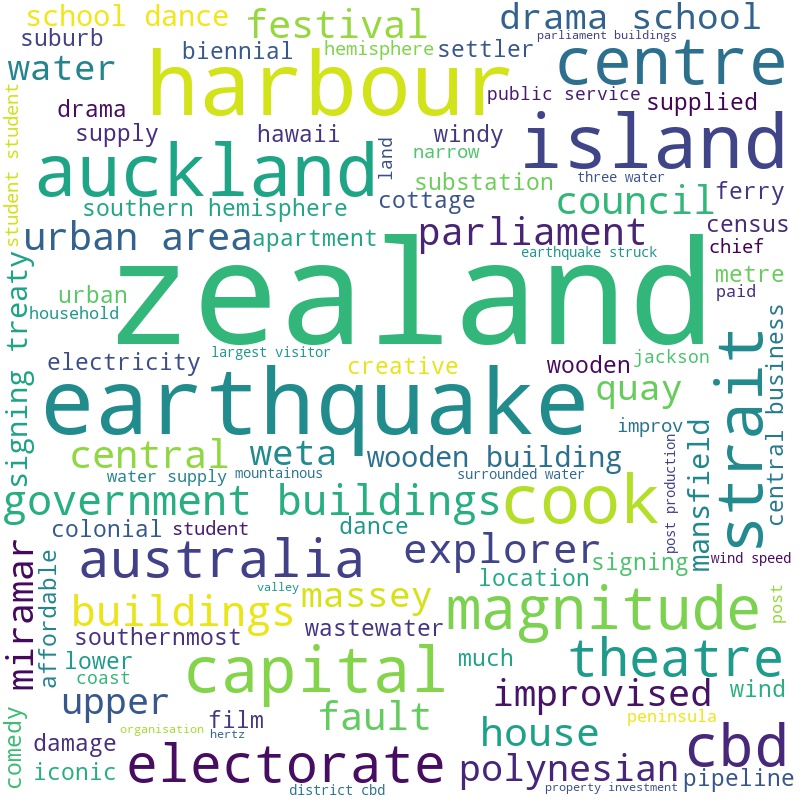 school dance
festival
drama school
parliament buildings
suburb
biennial
hemisphere
settler
centre
water
harbour
student student
drama
public service
supplied
supply
hawaii
windy
island
land
narrow
auckland
three water
substation
cottage
council
ferry
southern hemisphere
urban area
apartment
parliament
census
chief
earthquake struck
zealand
metre
paid
signing treaty
urban
household
electricity
largest visitor
creative
wooden
jackson
strait
central business
earthquake
quay
improv
central
weta
wooden building
mansfield
post production
water supply
mountainous
surrounded water
government buildings
cook
colonial
student
dance
australia
explorer
signing
wind speed
miramar
affordable
location
valley
buildings
massey
magnitude
post
southernmost
wastewater
lower
coast
capital
much
theatre
upper
improvised
wind
comedy
film
fault
peninsula
organisation
hertz
house
damage
iconic
electorate
polynesian
cbd
pipeline
district cbd
property investment